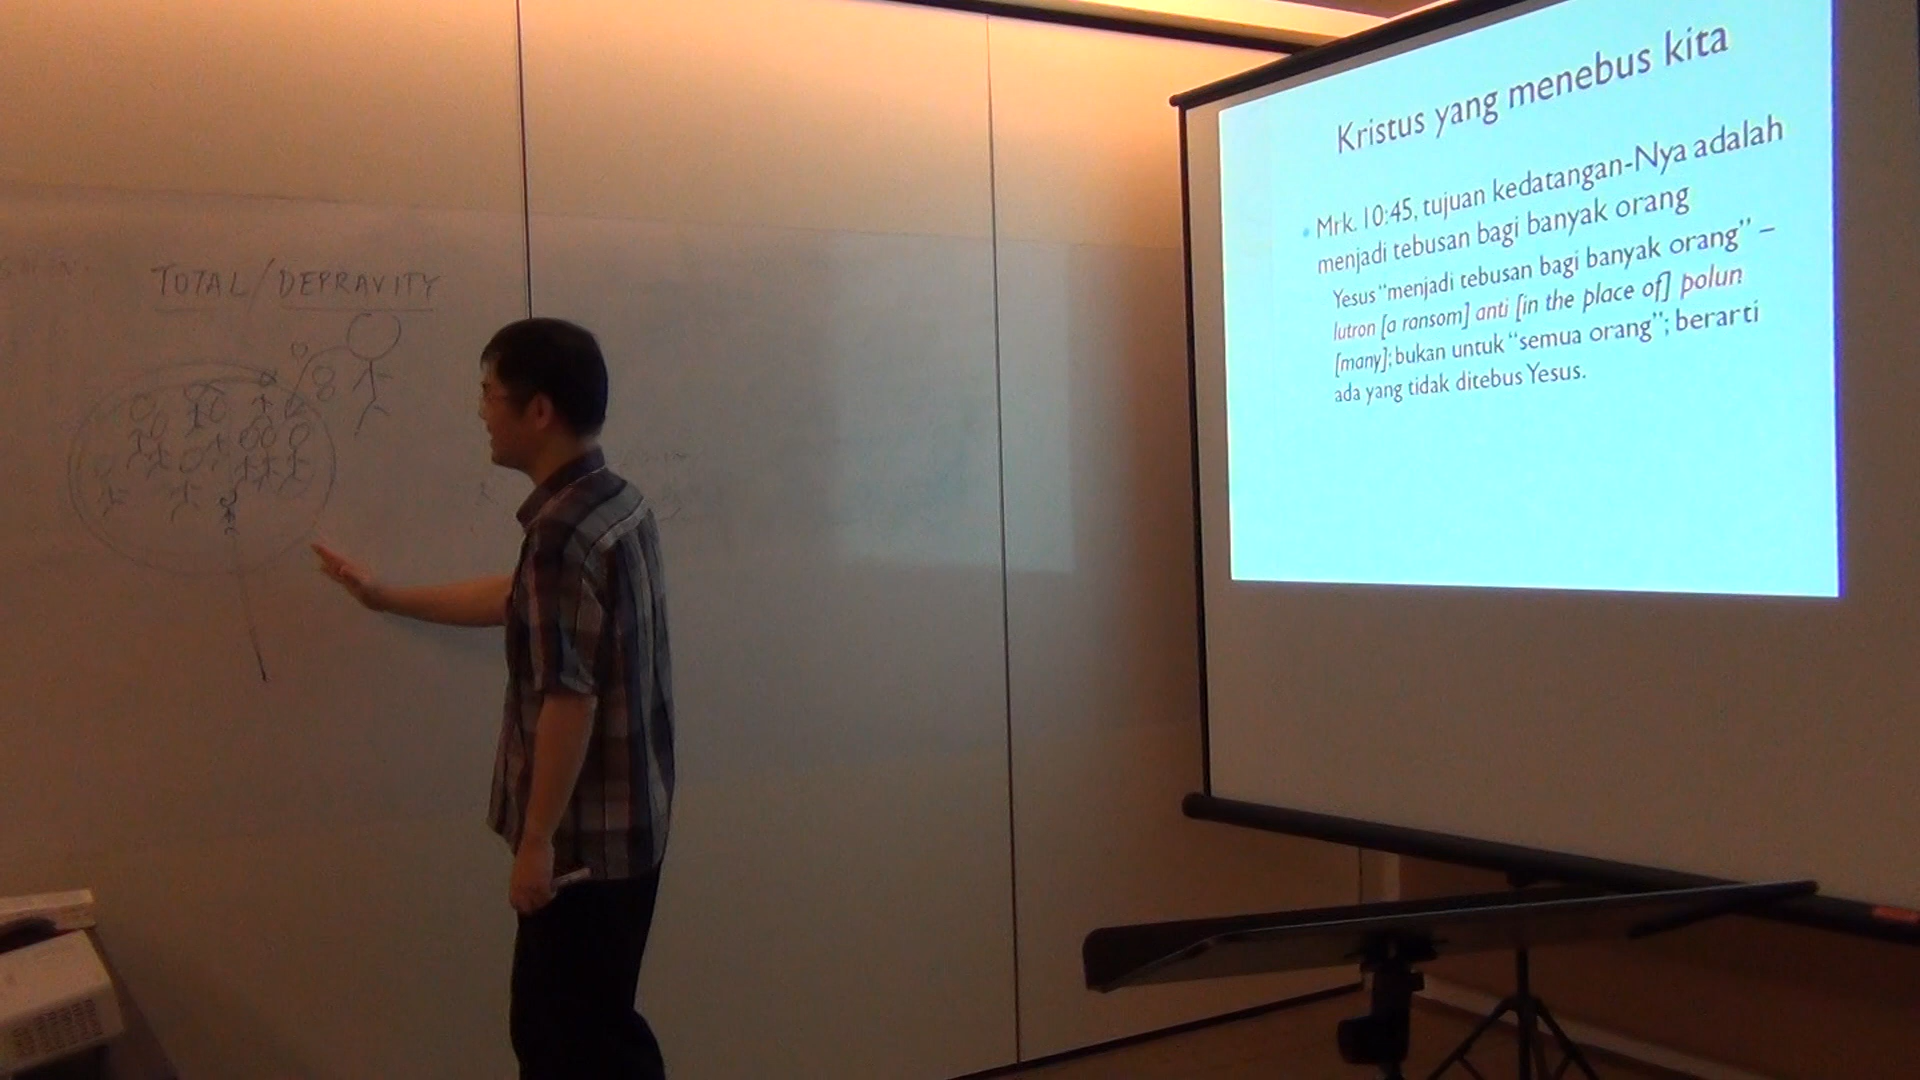 TOTAL/DEPRAVITY
Kristus yang menebus kita
Mrk. 10:45, tujuan kedatangan-Nya adalah
menjadi tebusan bagi banyak orang
Yesus "menjadi tebusan bagi banyak orang" –
lutron [a ransom] anti [in the place of] polun
[many]; bukan untuk "semua orang"; berarti
ada yang tidak ditebus Yesus.